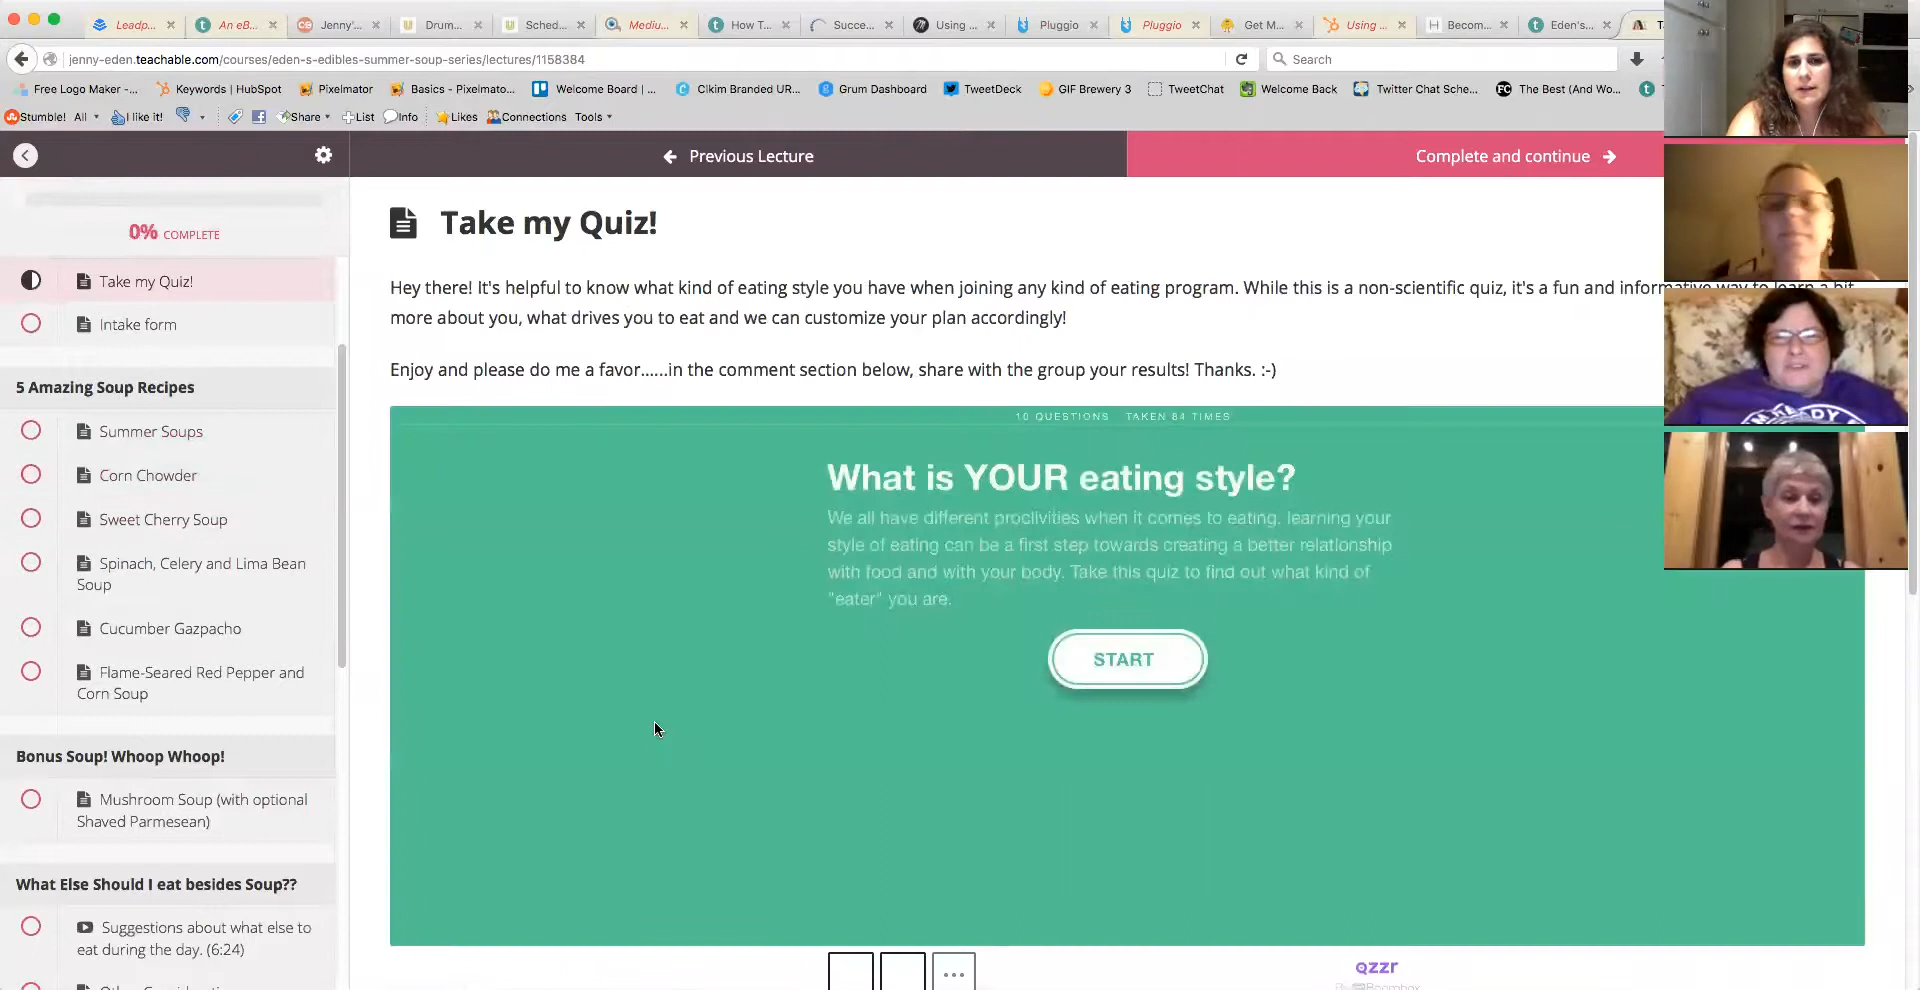 Leadp...
An eB...
Jenny'...
Drum...
Sched...
Mediu...
How T...
Succe...
Using ...
Pluggio
Pluggio
Get M...
Using ...
Becom...
Eden's...
jenny-eden.teachable.com/courses/eden-s-edibles-summer-soup-series/lectures/1158384
Search
Free Logo Maker -...
Keywords | HubSpot
Pixelmator
Basics - Pixelmato...
Welcome Board | ...
Clkim Branded UR...
Grum Dashboard
TweetDeck
GIF Brewery 3
TweetChat
Welcome Back
Twitter Chat Sche...
The Best (And Wo...
Stumble!
All
I like it!
Share
List
Info
Likes
Connections
Tools
Previous Lecture
Complete and continue
0% COMPLETE
Take my Quiz!
Intake form
5 Amazing Soup Recipes
Summer Soups
Corn Chowder
Sweet Cherry Soup
Spinach, Celery and Lima Bean
Soup
Cucumber Gazpacho
Flame-Seared Red Pepper and
Corn Soup
Bonus Soup! Whoop Whoop!
Mushroom Soup (with optional
Shaved Parmesean)
What Else Should I eat besides Soup??
Suggestions about what else to
eat during the day. (6:24)
Take my Quiz!
Hey there! It's helpful to know what kind of eating style you have when joining any kind of eating program. While this is a non-scientific quiz, it's a fun and informative way to learn a bit
more about you, what drives you to eat and we can customize your plan accordingly!
Enjoy and please do me a favor......in the comment section below, share with the group your results! Thanks. :-)
10 QUESTIONS TAKEN 84 TIMES
What is YOUR eating style?
We all have different proclivities when it comes to eating. learning your
style of eating can be a first step towards creating a better relationship
with food and with your body. Take this quiz to find out what kind of
"eater" you are.
START
...
qzzr